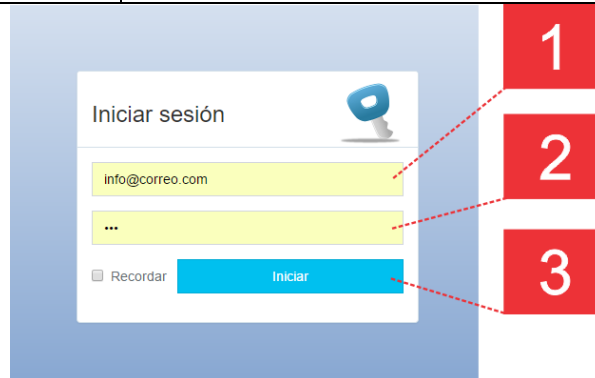 1
Iniciar sesión
info@correo.com
2
•••
Recordar Iniciar
3